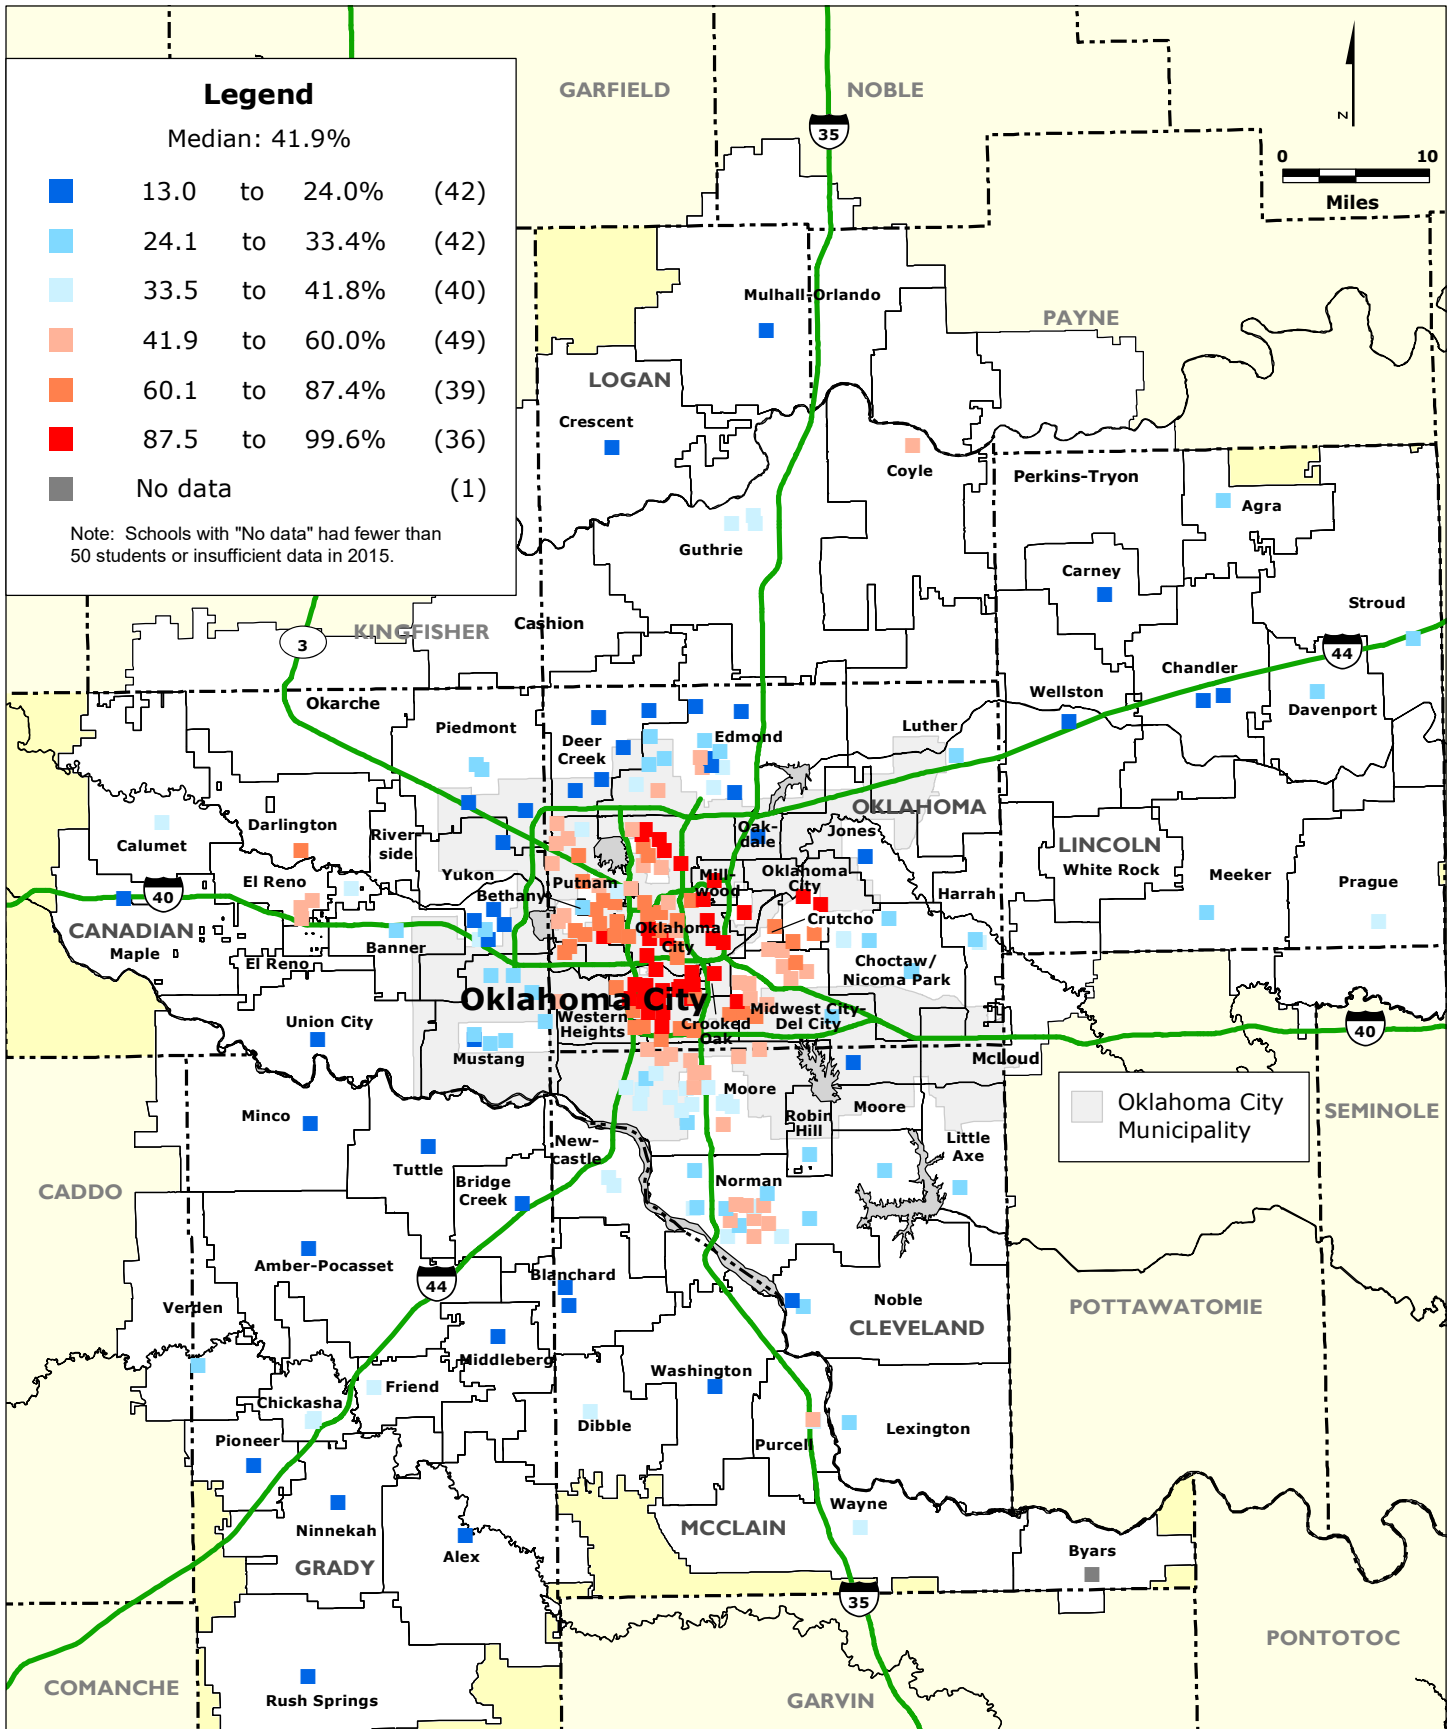 Legend
Median: 41.9%
13.0 to 24.0% (42)
24.1 to 33.4% (42)
33.5 to 41.8% (40)
41.9 to 60.0% (49)
60.1 to 87.4% (39)
87.5 to 99.6% (36)
No data (1)
Note: Schools with "No data" had fewer than
50 students or insufficient data in 2015.
GARFIELD
NOBLE
35
N
0 10
Miles
Mulhall-Orlando
PAYNE
LOGAN
Crescent
Coyle
Perkins-Tryon
Agra
Guthrie
Carney
Stroud
KINGFISHER
Cashion
3
44
Chandler
Wellston
Davenport
Okarche
Piedmont
Deer
Creek
Edmond
Luther
OKLAHOMA
Calumet
Darlington
River-
side
Oak-
dale
Jones
LINCOLN
White Rock
Meeker
Prague
El Reno
40
Yukon
Bethany
Putnam
Mill-
wood
Oklahoma
City
Harrah
CANADIAN
Maple
Banner
Oklahoma
City
Crutcho
El Reno
Choctaw/
Nicoma Park
Oklahoma City
Union City
Western
Heights
Crooked
Oak
Midwest City-
Del City
40
Mustang
McLoud
Minco
Moore
Robin
Hill
Moore
Oklahoma City
Municipality
SEMINOLE
Little
Axe
New-
castle
Tuttle
Bridge
Creek
Norman
CADDO
Amber-Pocasset
44
Blanchard
Verden
Noble
CLEVELAND
POTTAWATOMIE
Middleberg
Washington
Friend
Chickasha
Dibble
Pioneer
Purcell
Lexington
Wayne
MCCLAIN
Ninnekah
Alex
GRADY
Byars
35
PONTOTOC
COMANCHE
Rush Springs
GARVIN